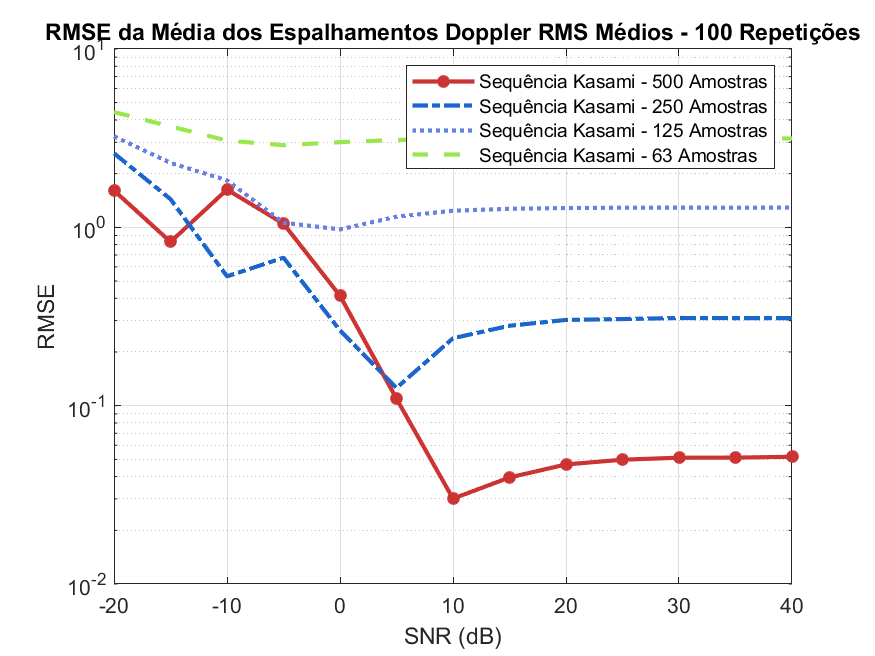 RMSE da Média dos Espalhamentos Doppler RMS Médios - 100 Repetições
10^1
Sequência Kasami - 500 Amostras
Sequência Kasami - 250 Amostras
Sequência Kasami - 125 Amostras
Sequência Kasami - 63 Amostras
10^0
RMSE
10^-1
10^-2
-20 -10 0 10 20 30 40
SNR (dB)